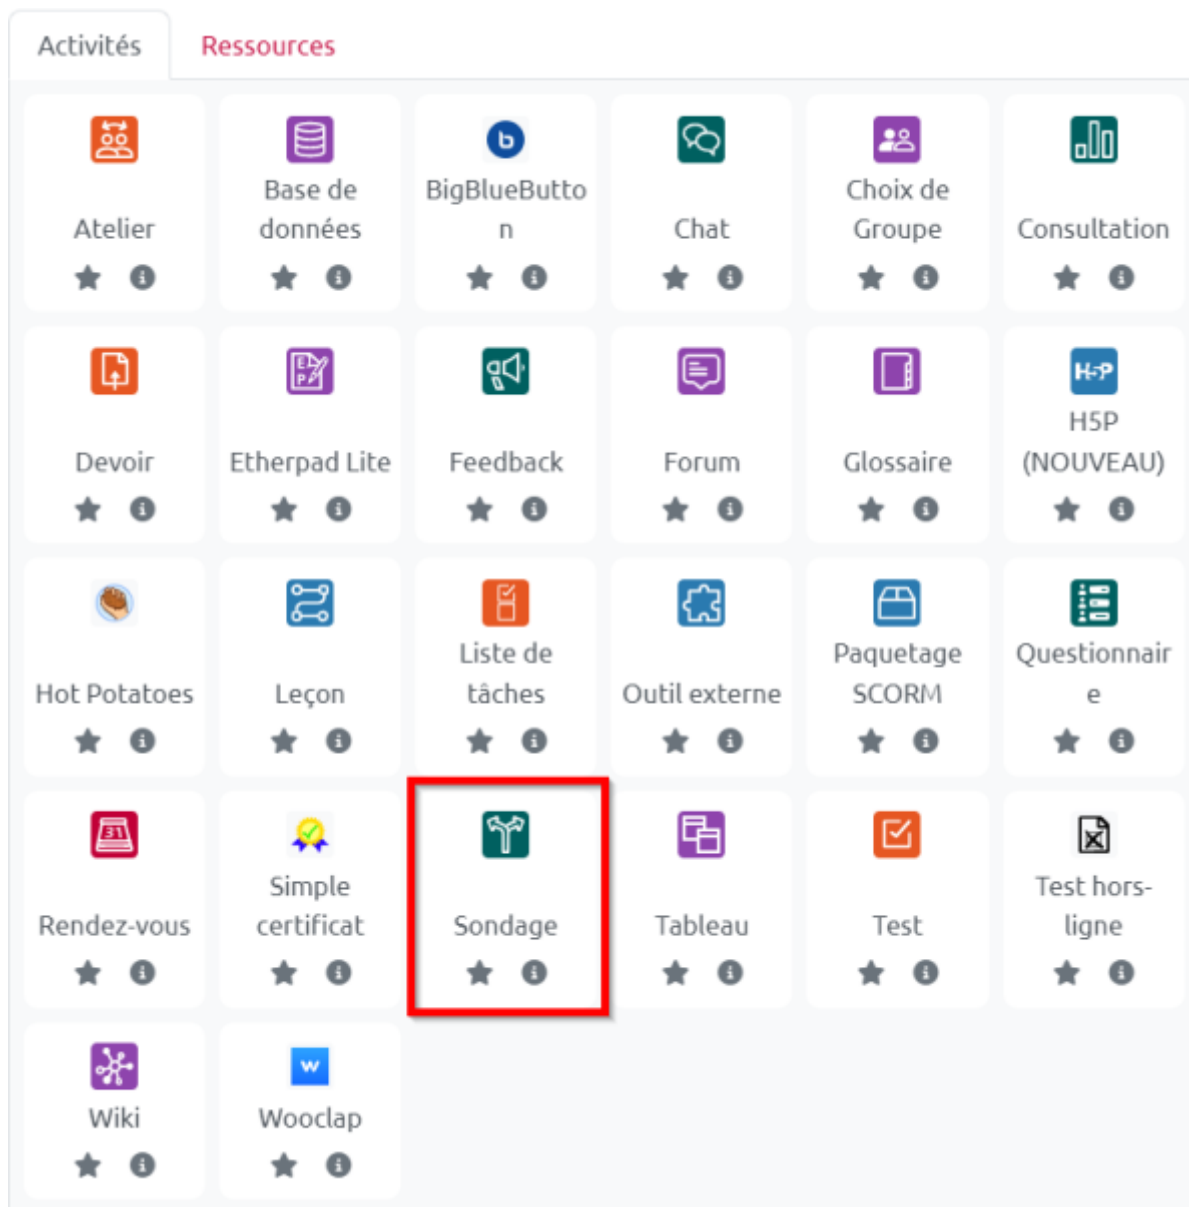 Activités Ressources
Base de données
BigBlueButto
n
Choix de Groupe
Atelier
Chat
Consultation
H5P
(NOUVEAU)
Devoir
Etherpad Lite
Feedback
Forum
Glossaire
Liste de
tâches
Paquetage
SCORM
Questionnair
e
Hot Potatoes
Leçon
Outil externe
31
Simple
certificat
Test hors-
ligne
Rendez-vous
Sondage
Tableau
Test
W
Wiki
Wooclap